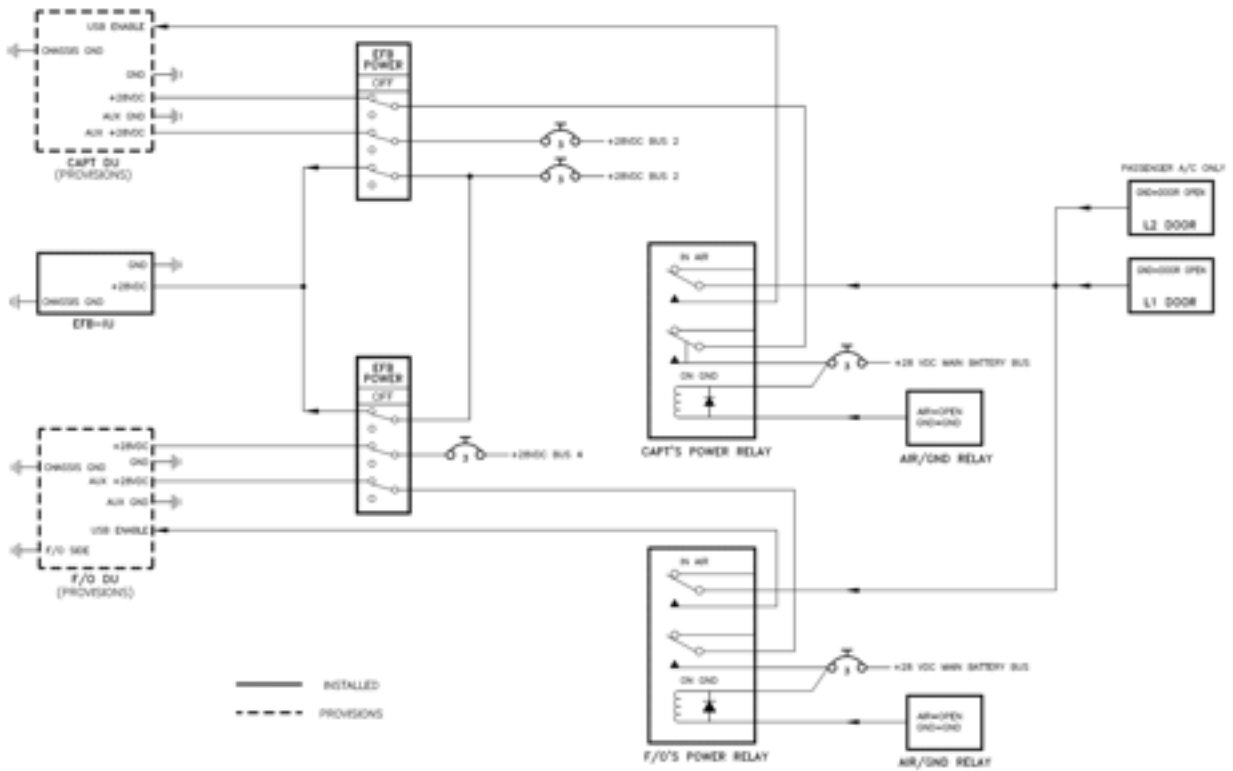 USB ENABLE
CHASSIS GND
GND
+28VDC
AUX GND
AUX +28VDC
CAPT DU
(PROVISIONS)
EFB
POWER
OFF
3
+28VDC BUS 2
3
+28VDC BUS 2
PASSENGER A/C ONLY
GND=DOOR OPEN
L2 DOOR
GND=DOOR OPEN
L1 DOOR
GND
+28VDC
CHASSIS GND
EFB-IU
IN AIR
ON GND
CAPT'S POWER RELAY
3
+28 VDC MAIN BATTERY BUS
AIR=OPEN
GND=GND
AIR/GND RELAY
EFB
POWER
OFF
3
+28VDC BUS 4
+28VDC
GND
CHASSIS GND
AUX +28VDC
AUX GND
USB ENABLE
F/O SIDE
F/O DU
(PROVISIONS)
IN AIR
ON GND
F/O'S POWER RELAY
3
+28 VDC MAIN BATTERY BUS
AIR=OPEN
GND=GND
AIR/GND RELAY
INSTALLED
PROVISIONS